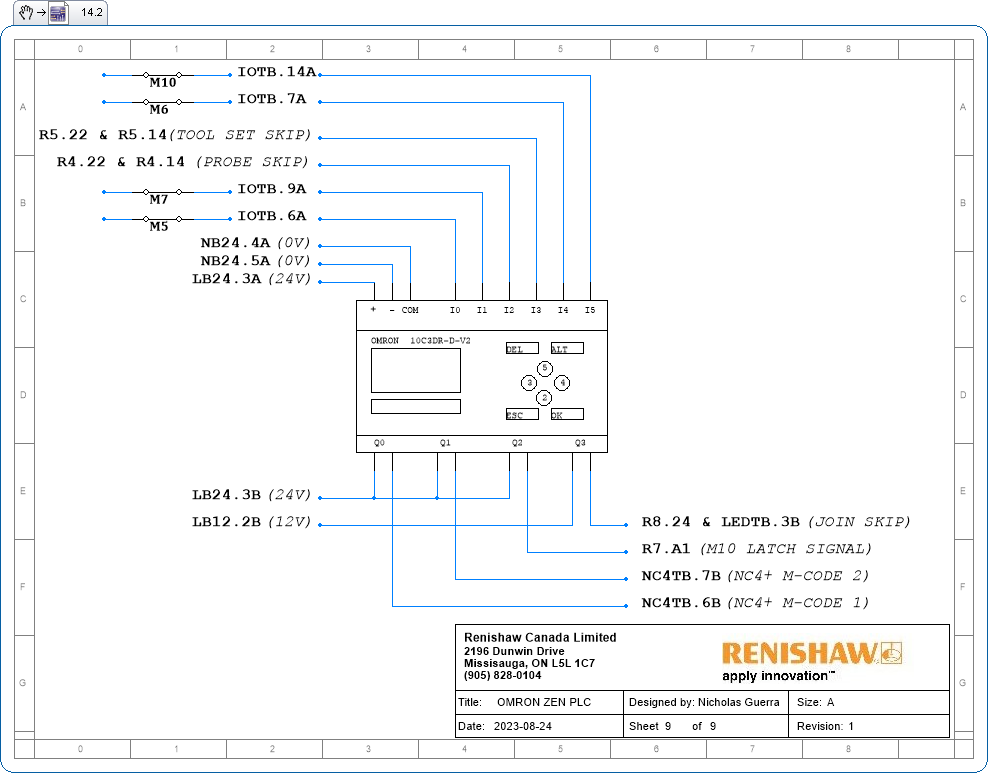 14.2
0 1 2 3 4 5 6 7 8
A A
M10 IOTB.14A
M6 IOTB.7A
R5.22 & R5.14(TOOL SET SKIP)
R4.22 & R4.14 (PROBE SKIP)
B B
M7 IOTB.9A
M5 IOTB.6A
NB24.4A (0V)
NB24.5A (0V)
LB24.3A (24V)
C C
+ – COM I0 I1 I2 I3 I4 I5
OMRON 10C3DR-D-V2
DEL ALT
5
3 4
2
D D
ESC OK
Q0 Q1 Q2 Q3
E E
LB24.3B (24V)
LB12.2B (12V)
R8.24 & LEDTB.3B (JOIN SKIP)
R7.A1 (M10 LATCH SIGNAL)
NC4TB.7B (NC4+ M-CODE 2)
F F
NC4TB.6B (NC4+ M-CODE 1)
Renishaw Canada Limited
2196 Dunwin Drive
Missisauga, ON L5L 1C7
(905) 828-0104
RENISHAW
apply innovation™
G G
Title: OMRON ZEN PLC Designed by: Nicholas Guerra Size: A
Date: 2023-08-24 Sheet 9 of 9 Revision: 1
0 1 2 3 4 5 6 7 8